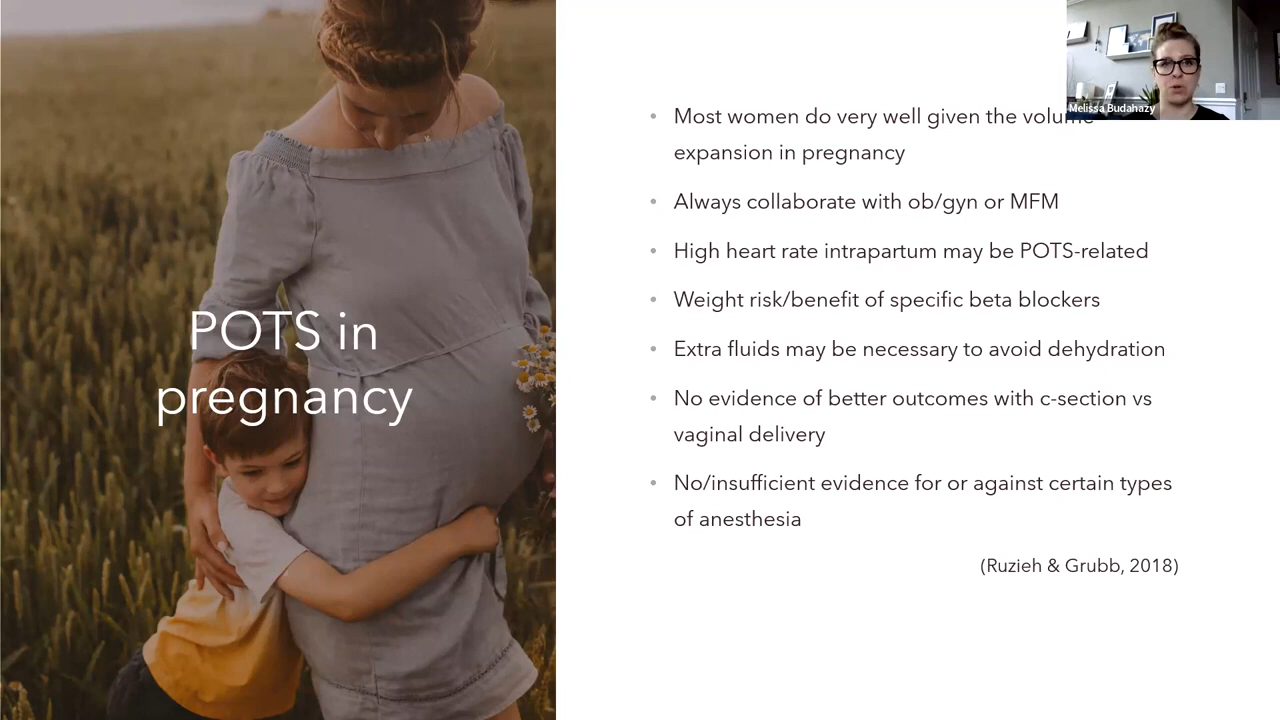 Melissa Budahazy
POTS in
pregnancy
• Most women do very well given the volume
expansion in pregnancy
• Always collaborate with ob/gyn or MFM
• High heart rate intrapartum may be POTS-related
• Weight risk/benefit of specific beta blockers
• Extra fluids may be necessary to avoid dehydration
• No evidence of better outcomes with c-section vs
vaginal delivery
• No/insufficient evidence for or against certain types
of anesthesia
(Ruzieh & Grubb, 2018)